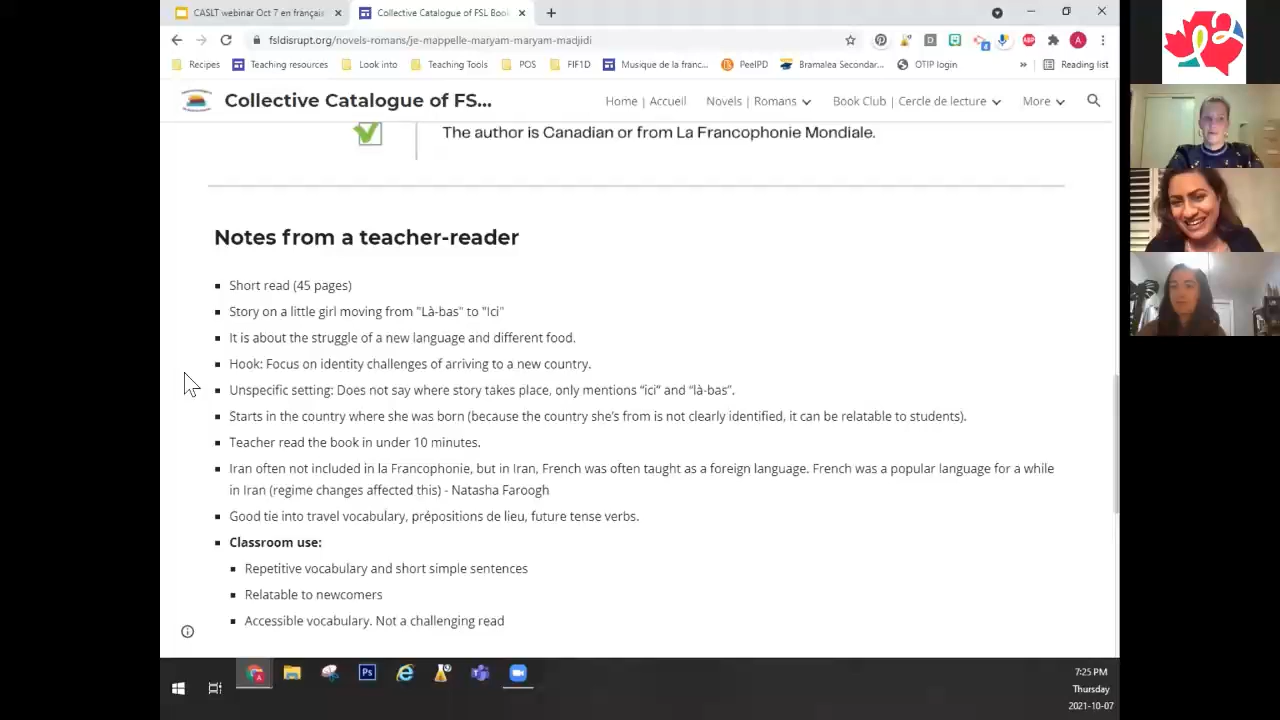 CASLT webinar Oct 7 en françai
Collective Catalogue of FSL Boo
fsldisrupt.org/novels-romans/je-mappelle-maryam-maryam-madjidi
Recipes
Teaching resources
Look into
Teaching Tools
POS
FIF1D
Musique de la franc...
PeelPD
Bramalea Secondar...
OTIP login
Reading list
Collective Catalogue of FS...
Home | Accueil
Novels | Romans
Book Club | Cercle de lecture
More
The author is Canadian or from La Francophonie Mondiale.
Notes from a teacher-reader
Short read (45 pages)
Story on a little girl moving from "Là-bas" to "Ici"
It is about the struggle of a new language and different food.
Hook: Focus on identity challenges of arriving to a new country.
Unspecific setting: Does not say where story takes place, only mentions “ici” and “là-bas”.
Starts in the country where she was born (because the country she’s from is not clearly identified, it can be relatable to students).
Teacher read the book in under 10 minutes.
Iran often not included in la Francophonie, but in Iran, French was often taught as a foreign language. French was a popular language for a while
in Iran (regime changes affected this) - Natasha Faroogh
Good tie into travel vocabulary, prépositions de lieu, future tense verbs.
Classroom use:
Repetitive vocabulary and short simple sentences
Relatable to newcomers
Accessible vocabulary. Not a challenging read
7:25 PM
Thursday
2021-10-07